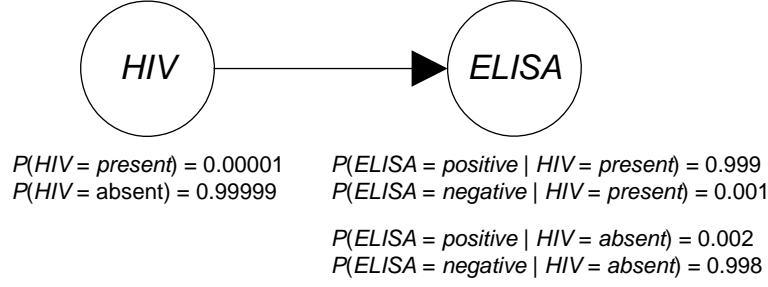 HIV
ELISA
P(HIV = present) = 0.00001
P(HIV = absent) = 0.99999
P(ELISA = positive | HIV = present) = 0.999
P(ELISA = negative | HIV = present) = 0.001
P(ELISA = positive | HIV = absent) = 0.002
P(ELISA = negative | HIV = absent) = 0.998